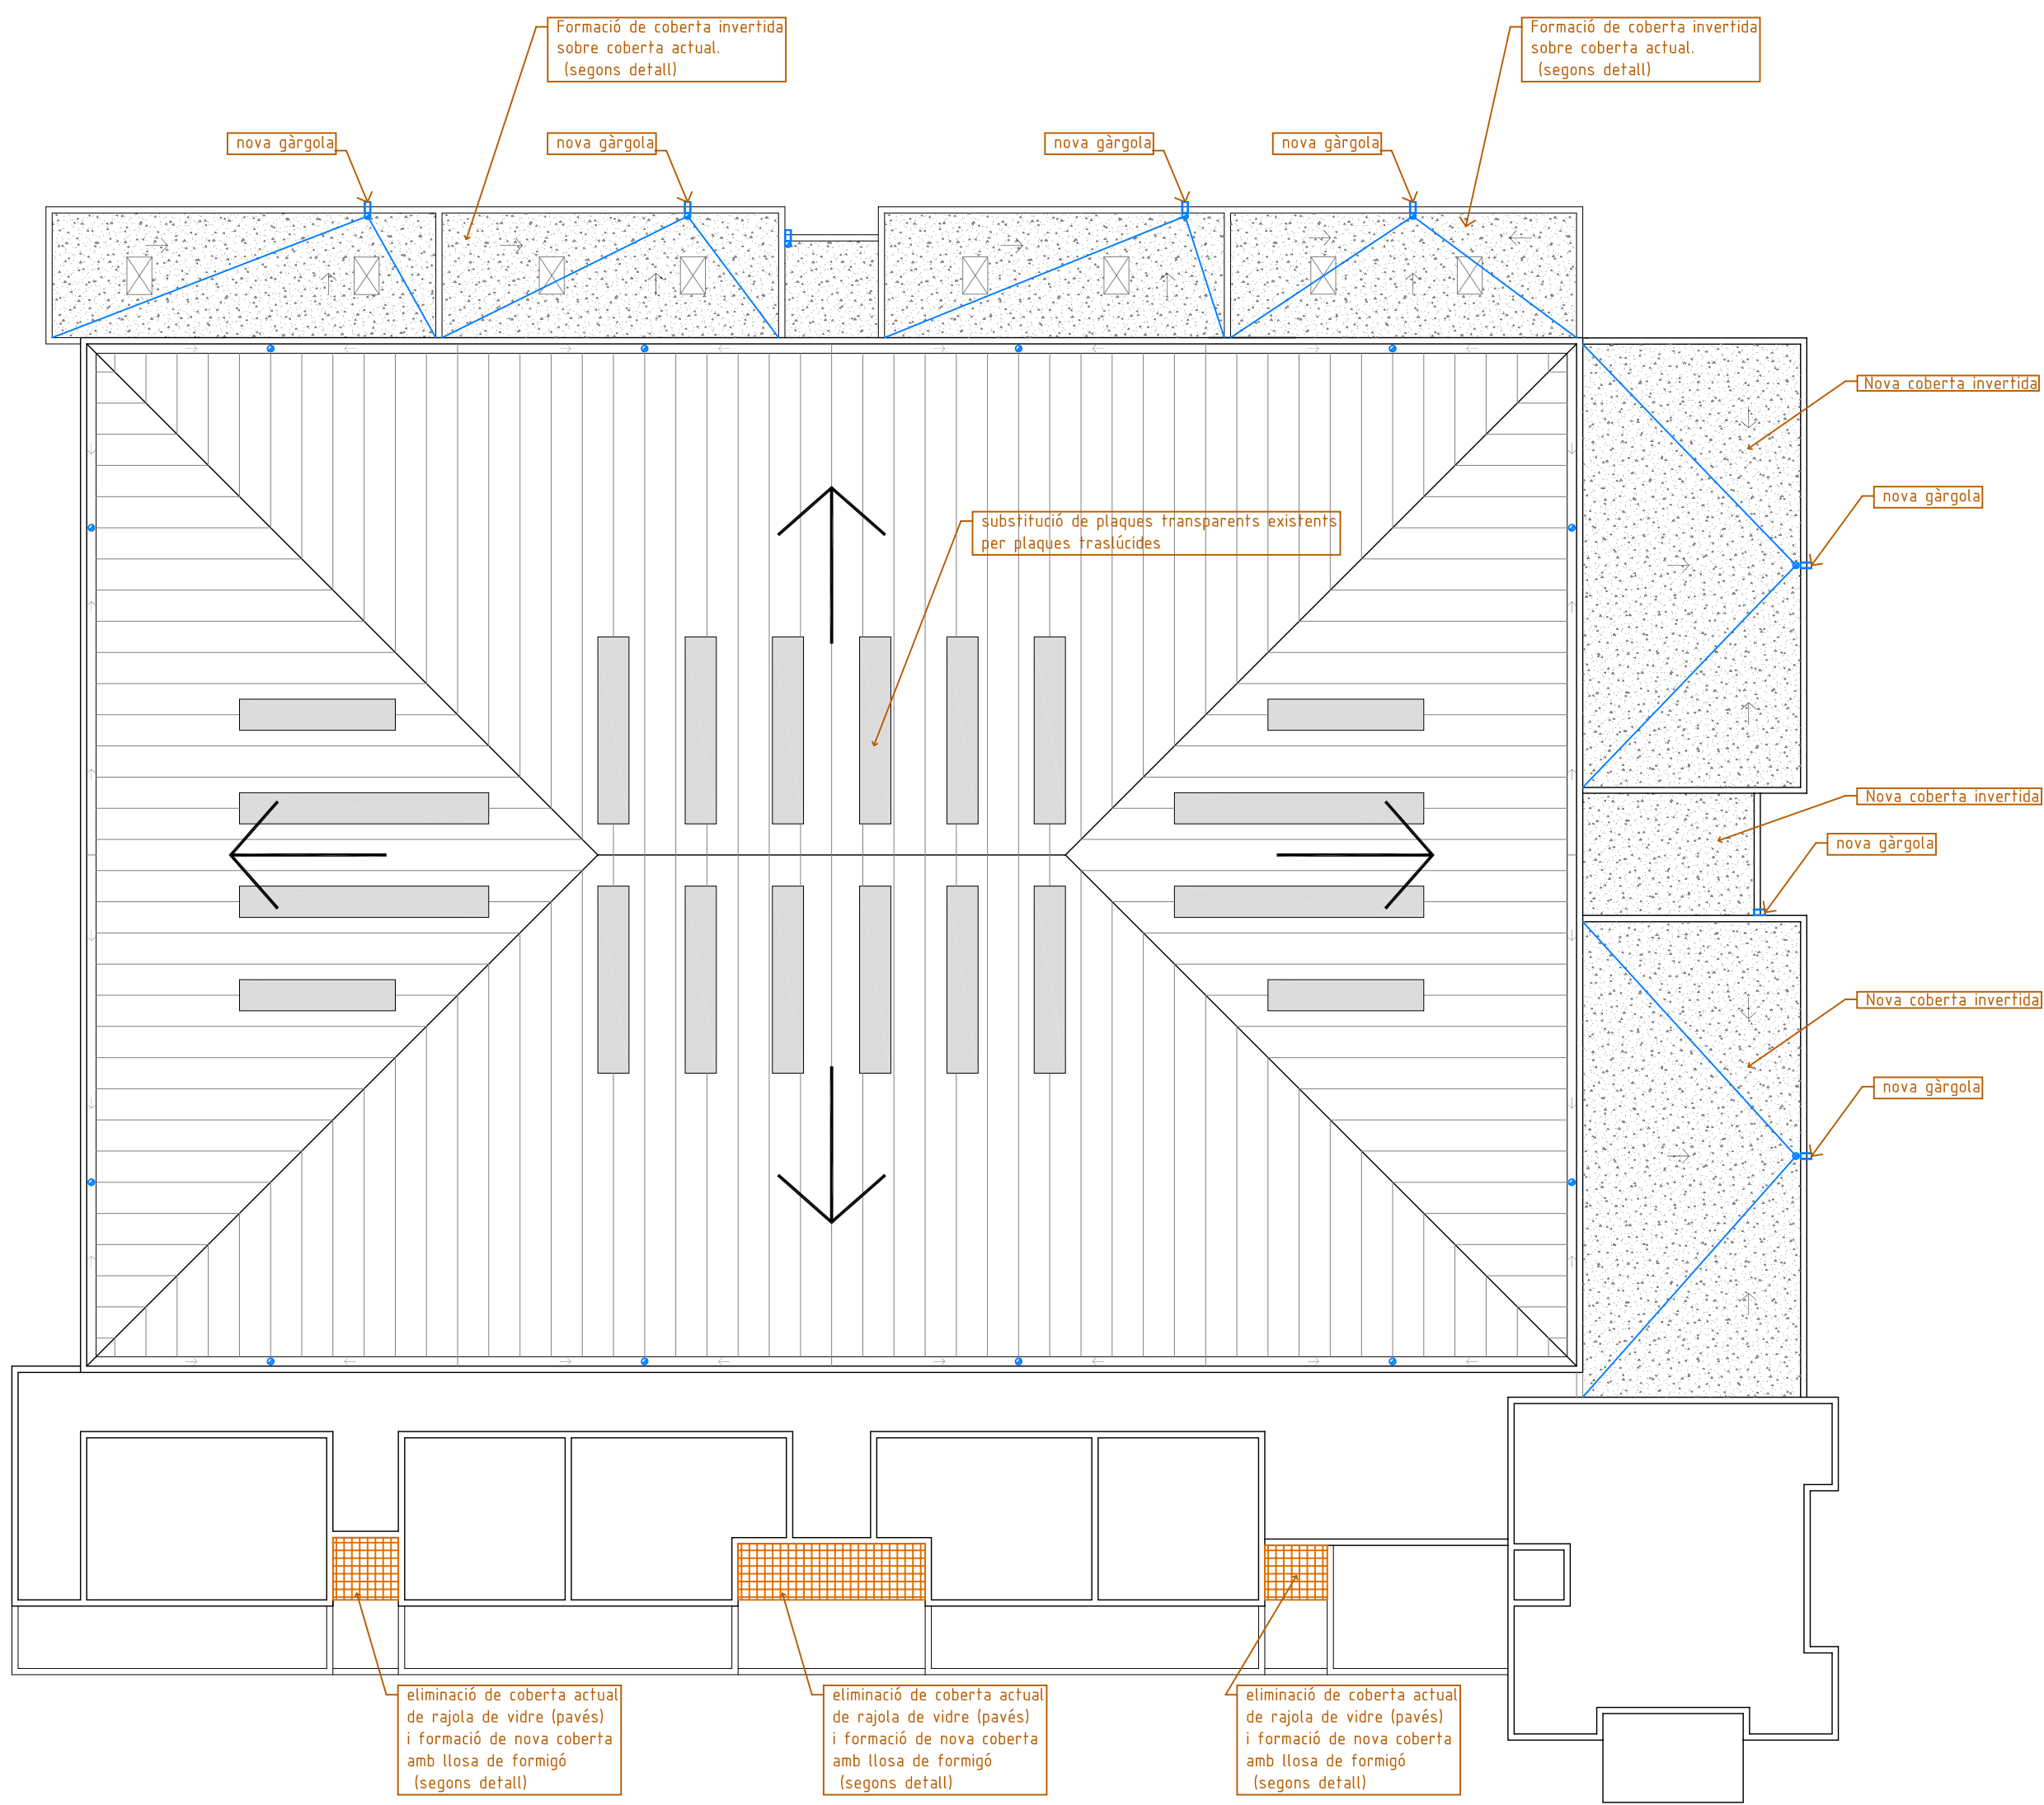 Formació de coberta invertida
sobre coberta actual.
(segons detall)
Formació de coberta invertida
sobre coberta actual.
(segons detall)
nova gàrgola
nova gàrgola
nova gàrgola
nova gàrgola
Nova coberta invertida
nova gàrgola
substitució de plaques transparents existents
per plaques traslúcides
Nova coberta invertida
nova gàrgola
Nova coberta invertida
nova gàrgola
eliminació de coberta actual
de rajola de vidre (pavés)
i formació de nova coberta
amb llosa de formigó
(segons detall)
eliminació de coberta actual
de rajola de vidre (pavés)
i formació de nova coberta
amb llosa de formigó
(segons detall)
eliminació de coberta actual
de rajola de vidre (pavés)
i formació de nova coberta
amb llosa de formigó
(segons detall)